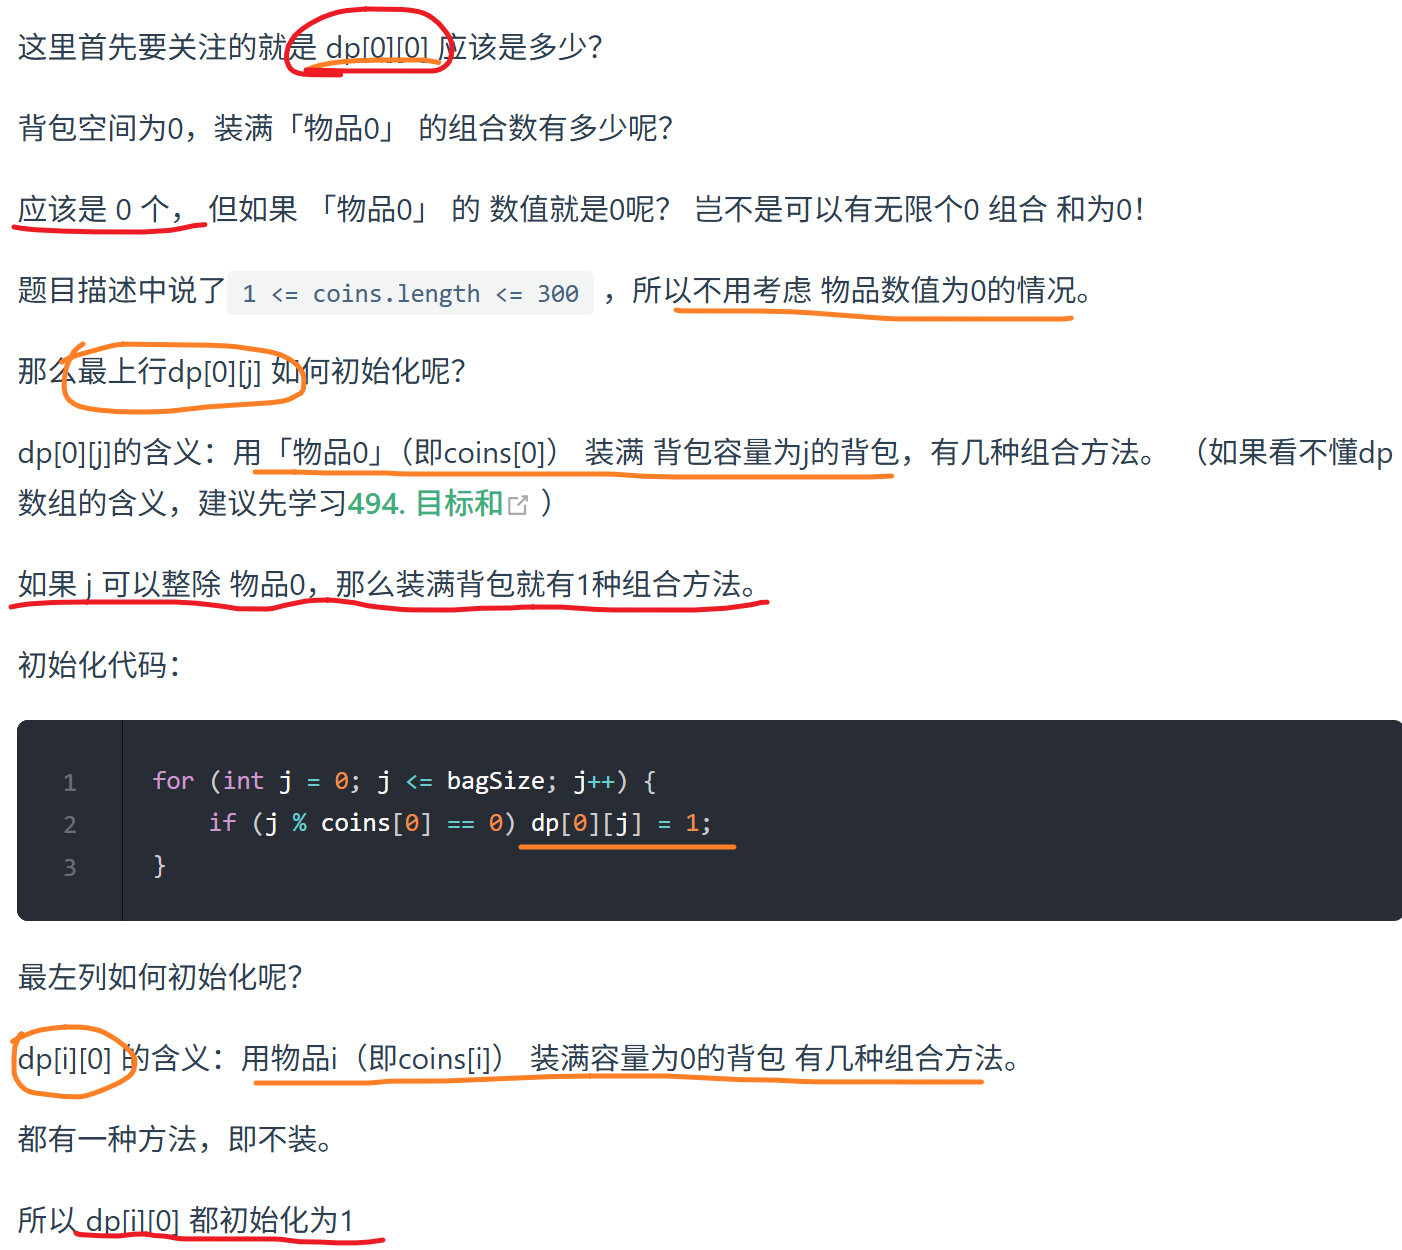 这里首先要关注的就是 dp[0][0] 应该是多少？
背包空间为0，装满「物品0」 的组合数有多少呢？
应该是 0 个， 但如果 「物品0」 的 数值就是0呢？ 岂不是可以有无限个0 组合 和为0！
题目描述中说了 1 <= coins.length <= 300 ，所以不用考虑 物品数值为0的情况。
那么最上行dp[0][j] 如何初始化呢？
dp[0][j]的含义：用「物品0」（即coins[0]） 装满 背包容量为j的背包，有几种组合方法。 （如果看不懂dp
数组的含义，建议先学习494. 目标和 ）
如果 j 可以整除 物品0，那么装满背包就有1种组合方法。
初始化代码：
1 for (int j = 0; j <= bagSize; j++) {
2     if (j % coins[0] == 0) dp[0][j] = 1;
3 }
最左列如何初始化呢？
dp[i][0] 的含义：用物品i（即coins[i]） 装满容量为0的背包 有几种组合方法。
都有一种方法，即不装。
所以 dp[i][0] 都初始化为1